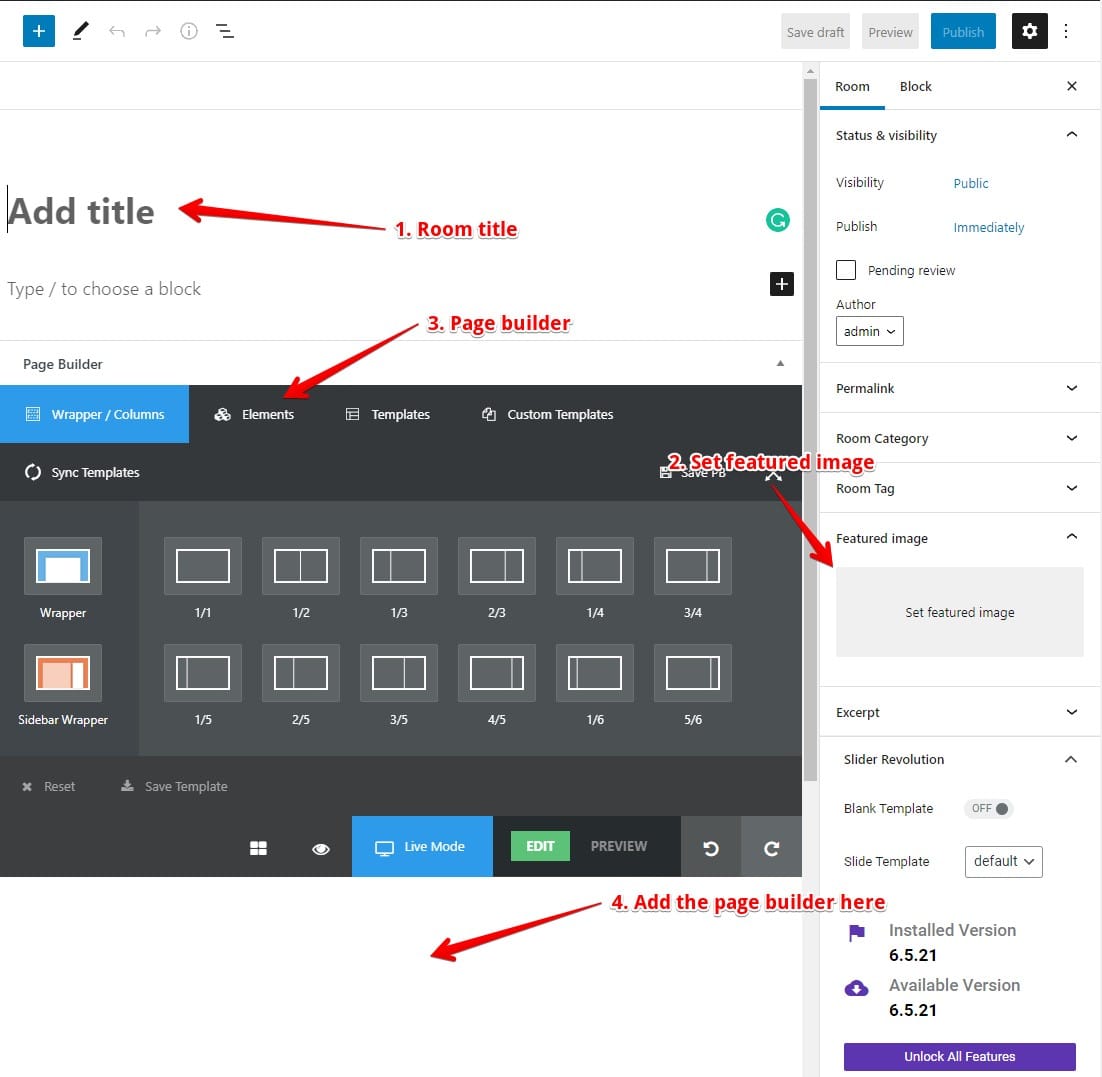 Save draft
Preview
Publish
Room
Block
Status & visibility
Visibility
Public
Publish
Immediately
Pending review
Author
admin
Add title
1. Room title
Type / to choose a block
3. Page builder
Page Builder
Wrapper / Columns
Elements
Templates
Custom Templates
Sync Templates
Save PB
2. Set featured image
Wrapper
1/1
1/2
1/3
2/3
1/4
3/4
Sidebar Wrapper
1/5
2/5
3/5
4/5
1/6
5/6
Reset
Save Template
Live Mode
EDIT
PREVIEW
4. Add the page builder here
Permalink
Room Category
Room Tag
Featured image
Set featured image
Excerpt
Slider Revolution
Blank Template
OFF
Slide Template
default
Installed Version
6.5.21
Available Version
6.5.21
Unlock All Features